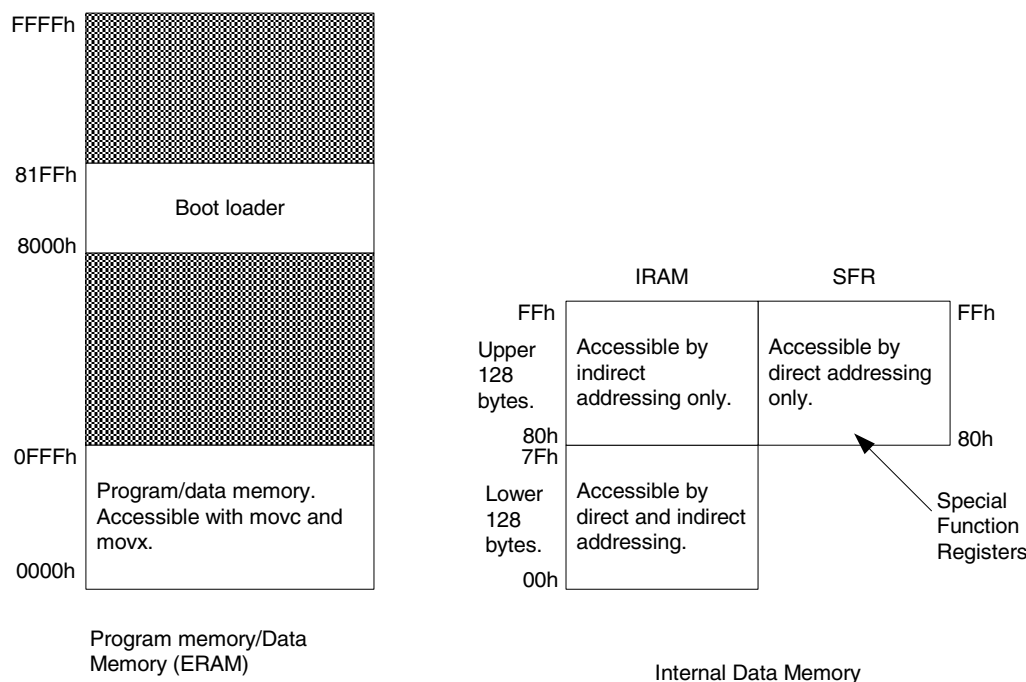 FFFFh
81FFh
Boot loader
8000h
0FFFh
Program/data memory.
Accessible with movc and
movx.
0000h
Program memory/Data
Memory (ERAM)
IRAM
SFR
FFh
FFh
Upper
128
bytes.
Accessible by
indirect
addressing only.
Accessible by
direct addressing
only.
80h
80h
7Fh
Lower
128
bytes.
Accessible by
direct and indirect
addressing.
00h
Special
Function
Registers
Internal Data Memory